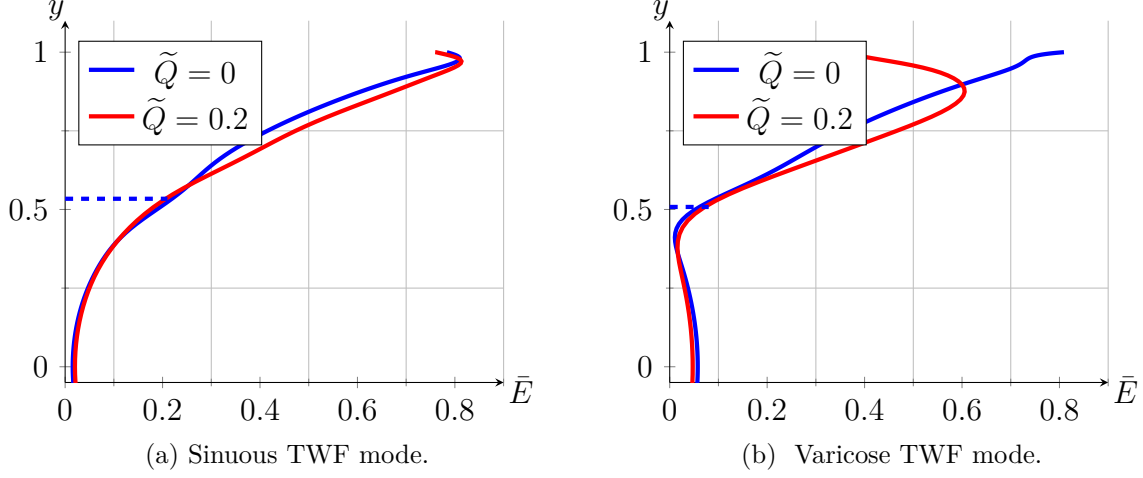 y
1
0.5
0
Q̃ = 0
Q̃ = 0.2
0
0.2
0.4
0.6
0.8
Ē
(a) Sinuous TWF mode.
y
1
0.5
0
Q̃ = 0
Q̃ = 0.2
0
0.2
0.4
0.6
0.8
Ē
(b) Varicose TWF mode.